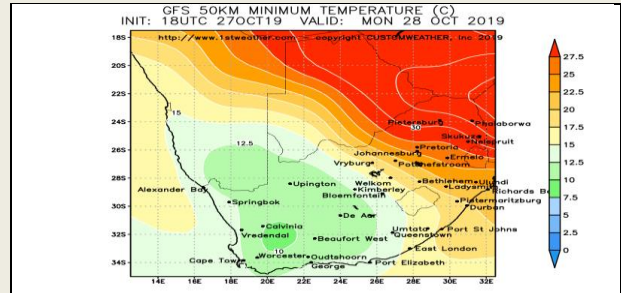 GFS 50KM MINIMUM TEMPERATURE (C)
INIT: 18UTC 27OCT19 VALID: MON 28 OCT 2019
http://www.1stweather.com -- copyright CUSTOMWEATHER, Inc 2019
18S
20S
22S
24S
26S
28S
30S
32S
34S
14E 16E 18E 20E 22E 24E 26E 28E 30E 32E
27.5
25
22.5
20
17.5
15
12.5
10
7.5
5
2.5
0
15
12.5
10
30
Pietersburg
Phalaborwa
Skukuza
Nelspruit
Pretoria
Johannesburg
Ermelo
Vryburg
Potchefstroom
Welkom
Bethlehem
Ulundi
Upington
Kimberley
Ladysmith
Richards B
Alexander Bay
Bloemfontein
Springbok
Pietermaritzburg
Durban
De Aar
Calvinia
Umtata
Port St Johns
Vredendal
Queenstown
Beaufort West
East London
Cape Town
Worcester
Oudtshoorn
George
Port Elizabeth